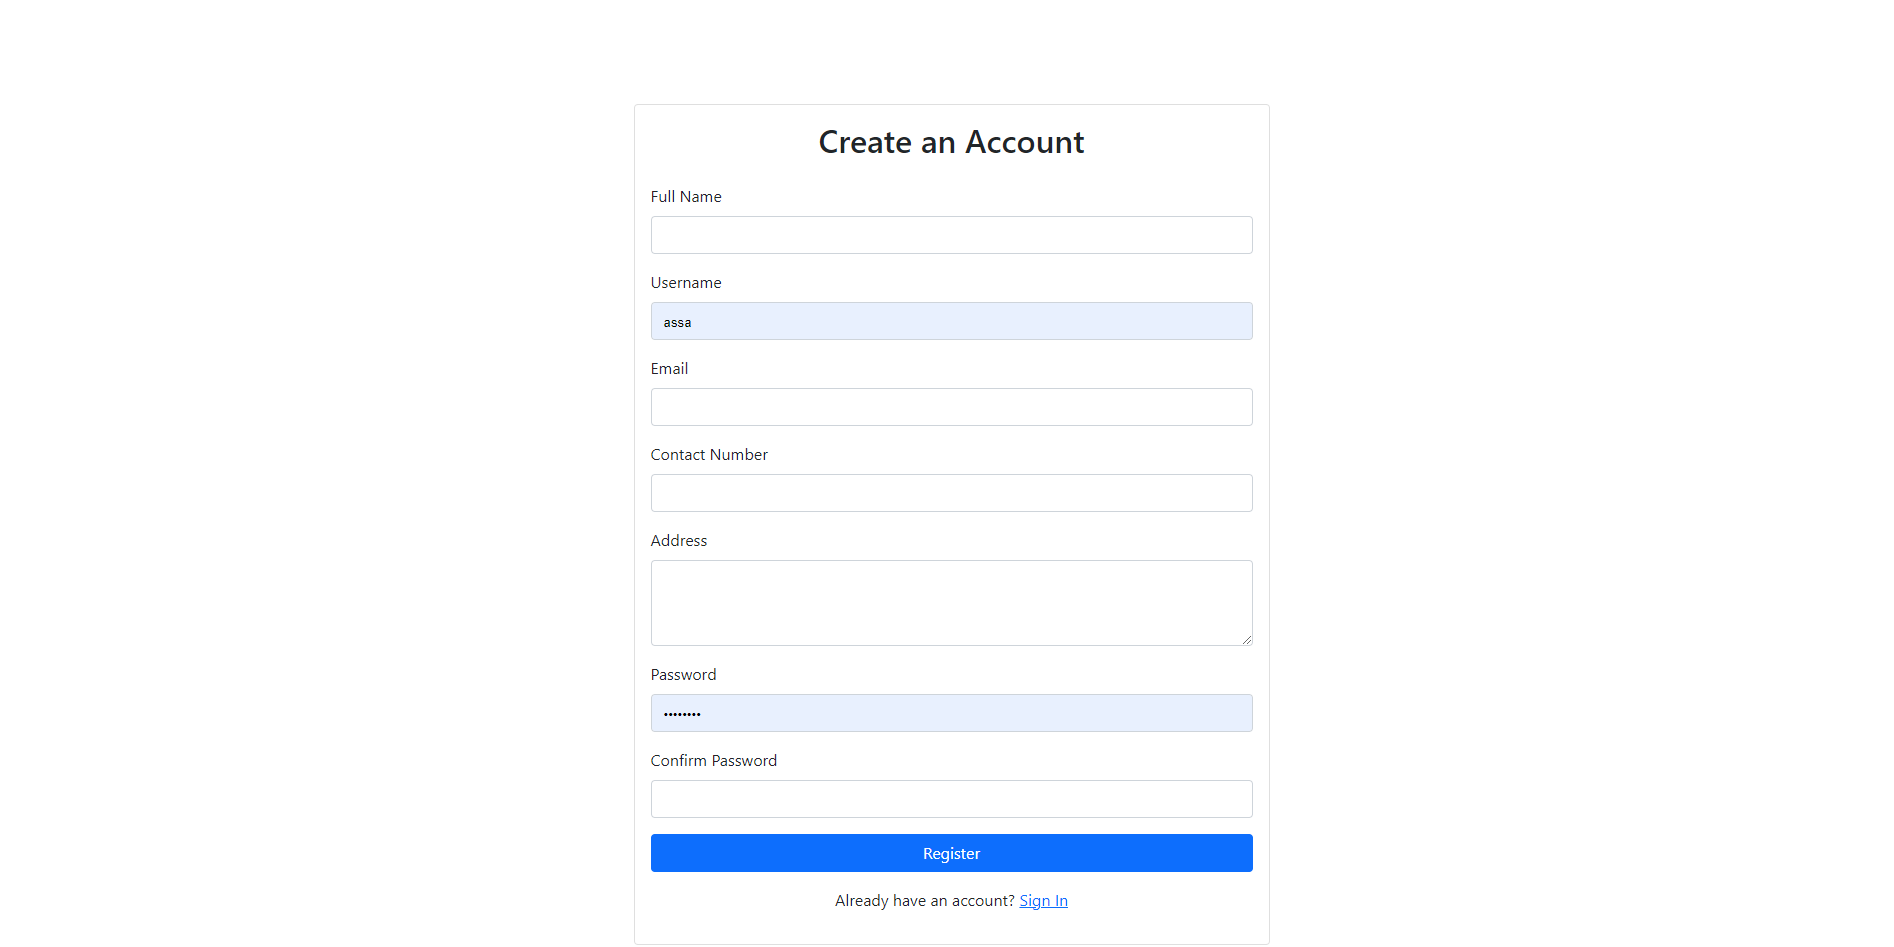 Create an Account
Full Name
Username
assa
Email
Contact Number
Address
Password
••••••••
Confirm Password
Register
Already have an account? Sign In